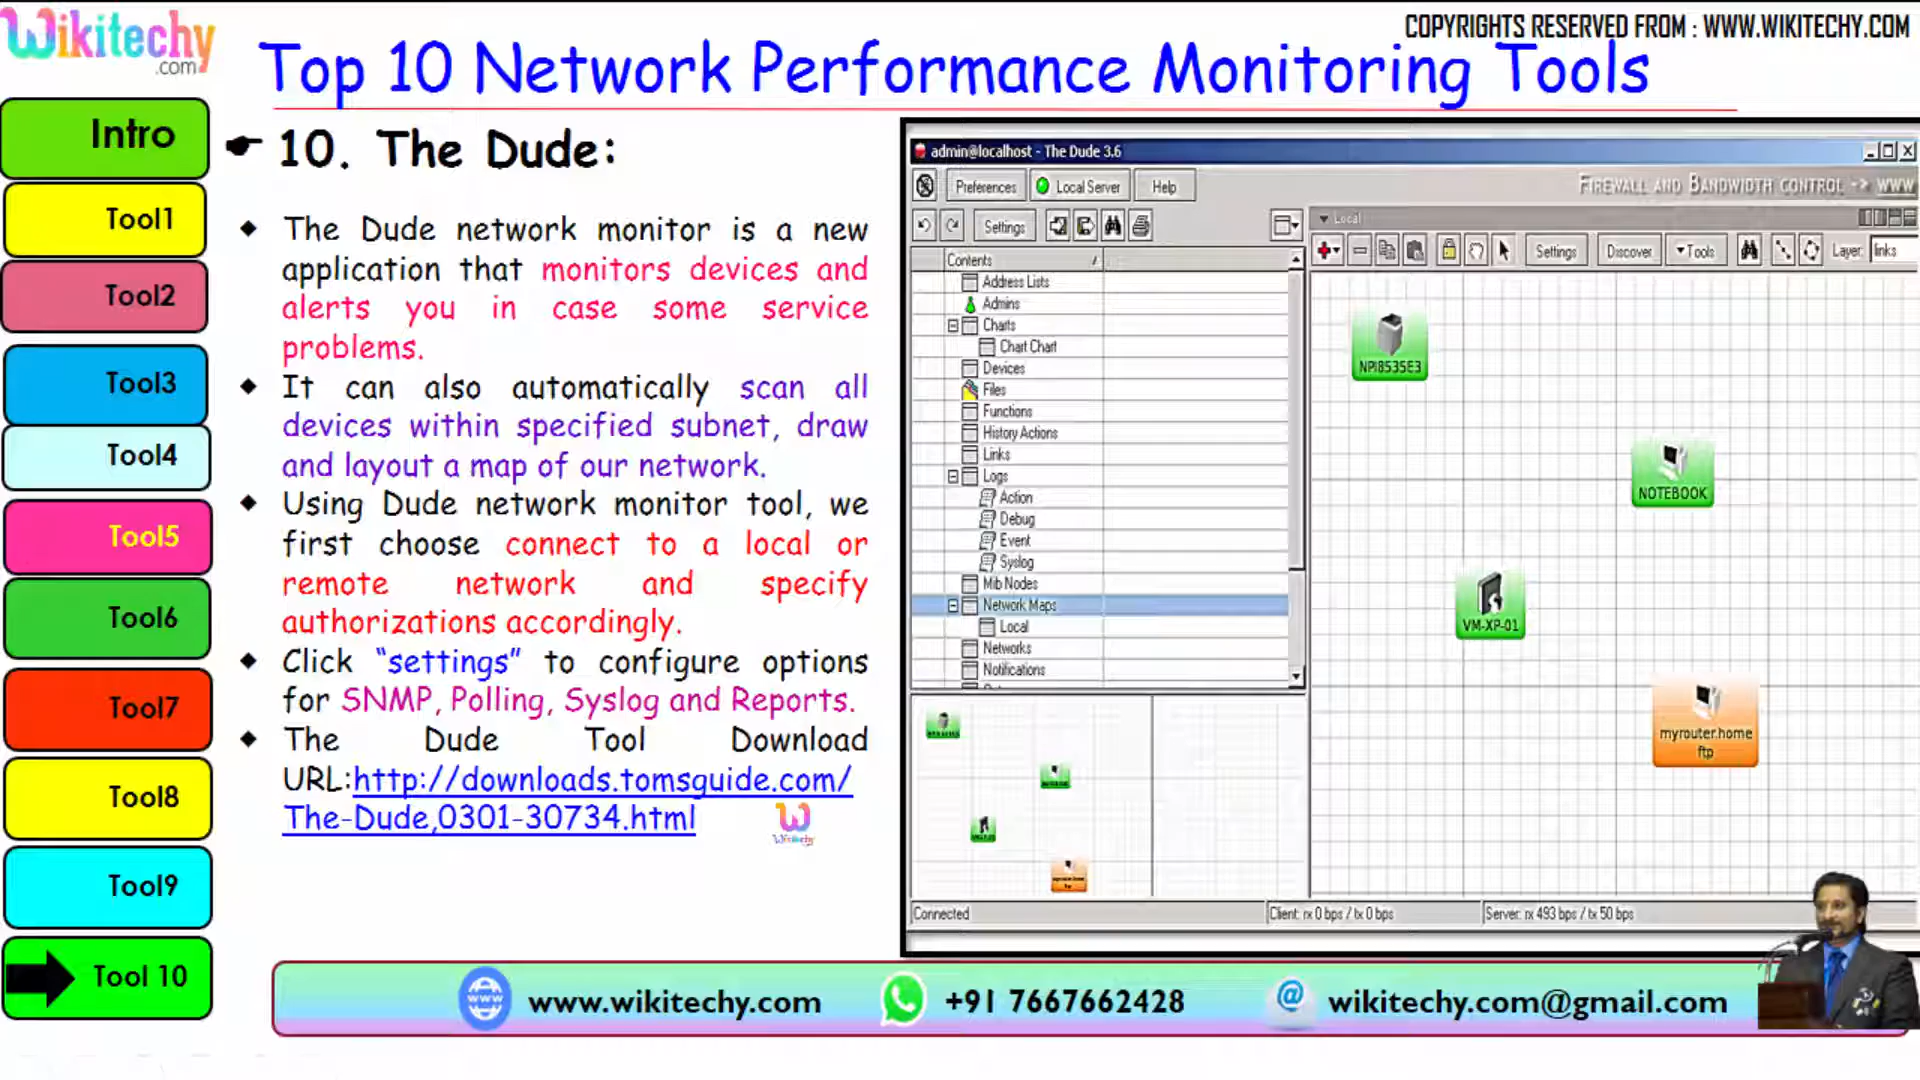 Wikitechy
.com
COPYRIGHTS RESERVED FROM : WWW.WIKITECHY.COM
Top 10 Network Performance Monitoring Tools
Intro
Tool1
Tool2
Tool3
Tool4
Tool5
Tool6
Tool7
Tool8
Tool9
Tool 10
10. The Dude:
The Dude network monitor is a new
application that monitors devices and
alerts you in case some service
problems.
It can also automatically scan all
devices within specified subnet, draw
and layout a map of our network.
Using Dude network monitor tool, we
first choose connect to a local or
remote network and specify
authorizations accordingly.
Click “settings” to configure options
for SNMP, Polling, Syslog and Reports.
The Dude Tool Download
URL:http://downloads.tomsguide.com/
The-Dude,0301-30734.html
Wikitechy
admin@localhost - The Dude 3.6
Preferences
Local Server
Help
FIREWALL AND BANDWIDTH CONTROL -> WWW
Settings
Local
Settings
Discover
Tools
Layer:
links
Contents
Address Lists
Admins
Charts
Chart Chart
Devices
Files
Functions
History Actions
Links
Logs
Action
Debug
Event
Syslog
Mib Nodes
Network Maps
Local
Networks
Notifications
NPI8535E3
NOTEBOOK
VM-XP-01
myrouter.home
ftp
Connected
Client: rx 0 bps / tx 0 bps
Server: rx 493 bps / tx 50 bps
WWW
www.wikitechy.com
+91 7667662428
@
wikitechy.com@gmail.com